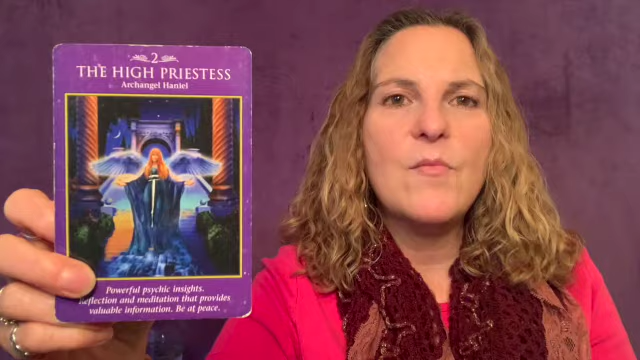 2
THE HIGH PRIESTESS
Archangel Haniel
Powerful psychic insights.
Reflection and meditation that provides
valuable information. Be at peace.